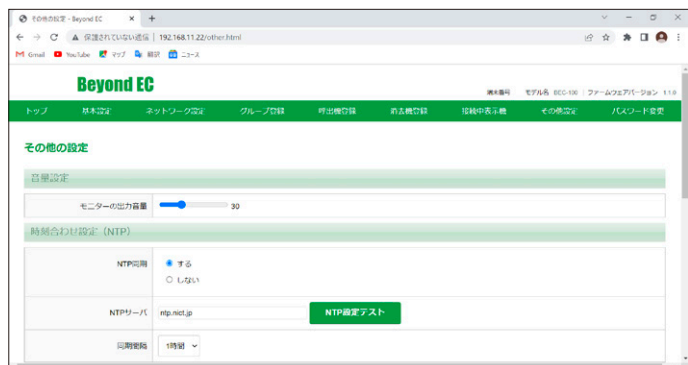 その他の設定 - Beyond EC
保護されていない通信 192.168.11.22/other.html
Gmail YouTube マップ 翻訳 ニュース
Beyond EC
端末番号 モデル名 BEC-100 ファームウェアバージョン 1.1.0
トップ 基本設定 ネットワーク設定 グループ登録 呼出機登録 消去機登録 接続中表示機 その他設定 パスワード変更
その他の設定
音量設定
モニターの出力音量 30
時刻合わせ設定(NTP)
NTP同期 する
しない
NTPサーバ ntp.nict.jp NTP設定テスト
同期間隔 1時間